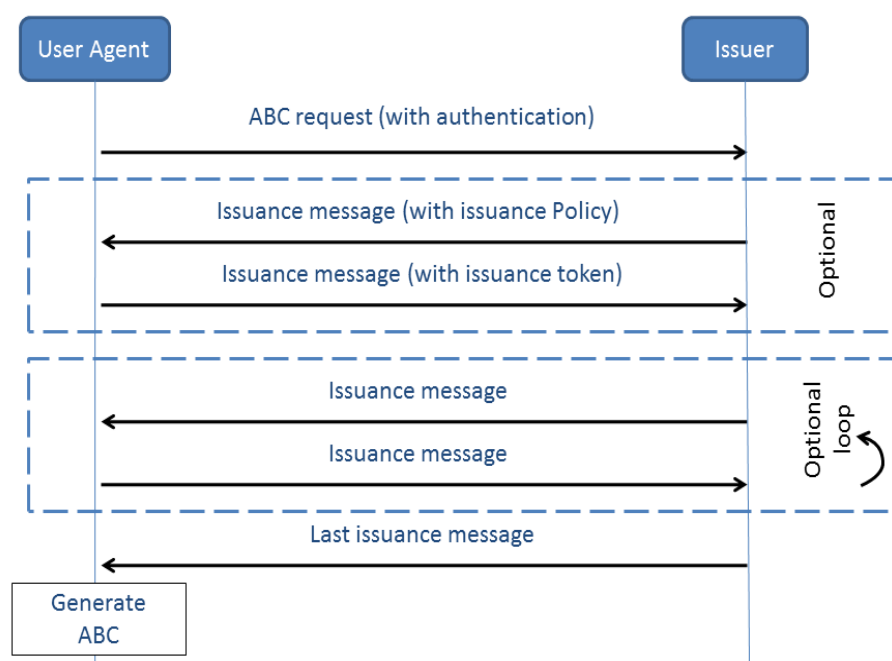 User Agent
Issuer
ABC request (with authentication)
Issuance message (with issuance Policy)
Issuance message (with issuance token)
Optional
Issuance message
Issuance message
Optional
loop
Last issuance message
Generate
ABC